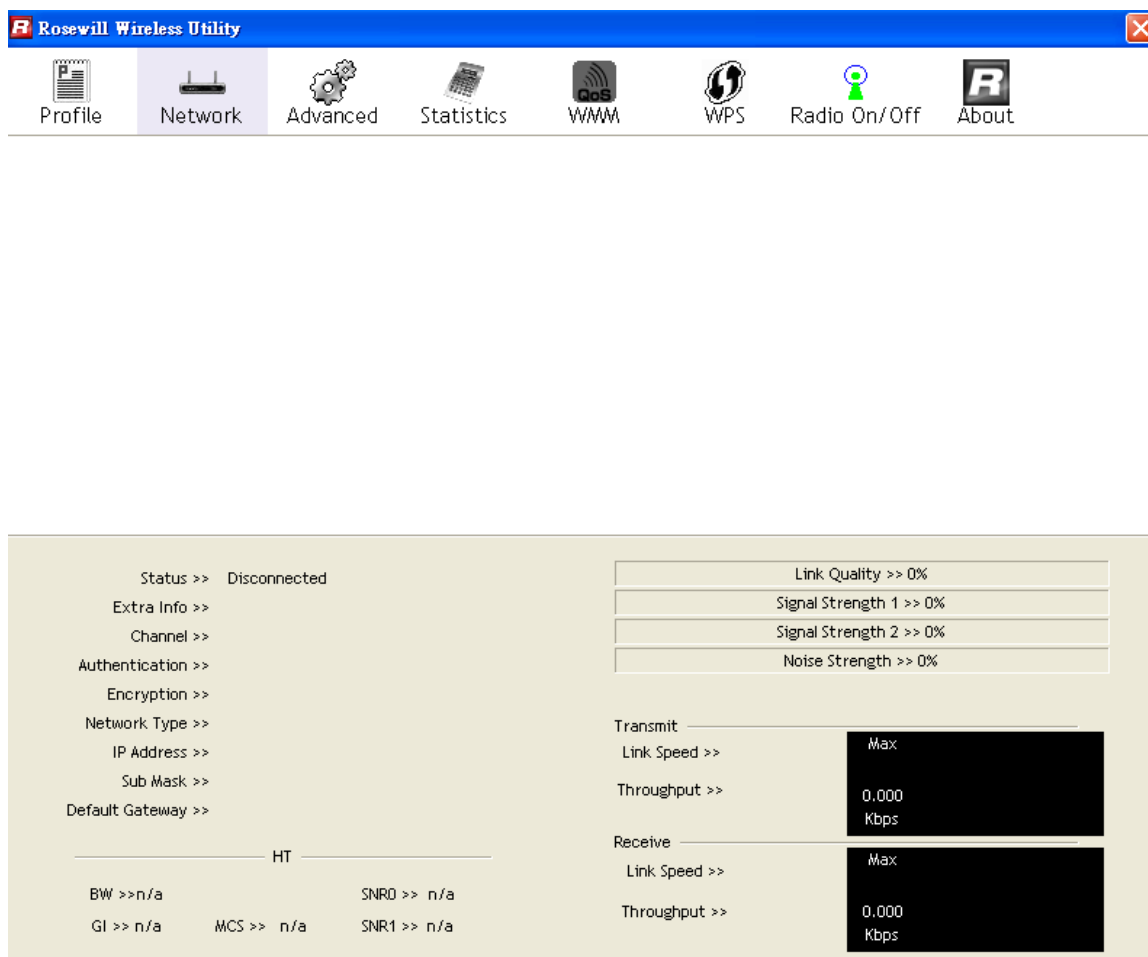 R Rosewill Wireless Utility
Profile Network Advanced Statistics WMM WPS Radio On/Off About
P
QoS
R
Status >> Disconnected
Extra Info >>
Channel >>
Authentication >>
Encryption >>
Network Type >>
IP Address >>
Sub Mask >>
Default Gateway >>
HT
BW >>n/a SNR0 >> n/a
GI >> n/a MCS >> n/a SNR1 >> n/a
Link Quality >> 0%
Signal Strength 1 >> 0%
Signal Strength 2 >> 0%
Noise Strength >> 0%
Transmit
Link Speed >>
Throughput >>
Max
0.000
Kbps
Receive
Link Speed >>
Throughput >>
Max
0.000
Kbps